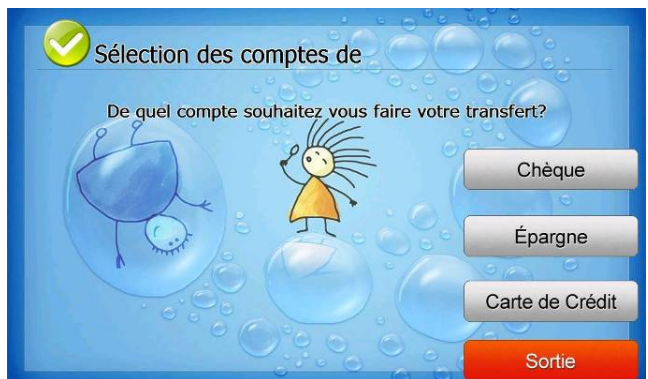 Sélection des comptes de
De quel compte souhaitez vous faire votre transfert?
Chèque
Épargne
Carte de Crédit
Sortie